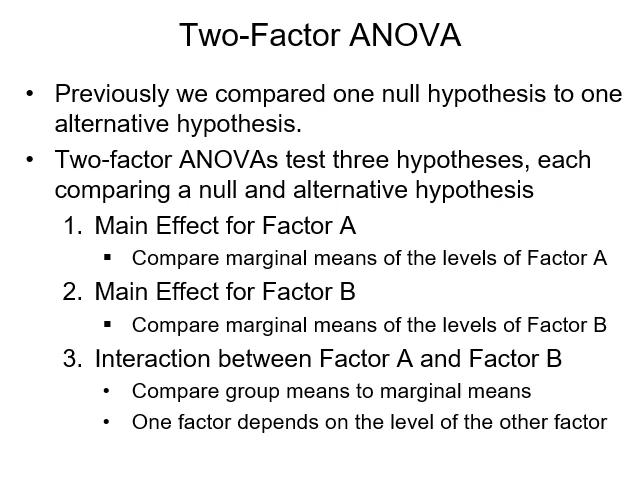 Two-Factor ANOVA
• Previously we compared one null hypothesis to one
alternative hypothesis.
• Two-factor ANOVAs test three hypotheses, each
comparing a null and alternative hypothesis
1. Main Effect for Factor A
▪ Compare marginal means of the levels of Factor A
2. Main Effect for Factor B
▪ Compare marginal means of the levels of Factor B
3. Interaction between Factor A and Factor B
• Compare group means to marginal means
• One factor depends on the level of the other factor